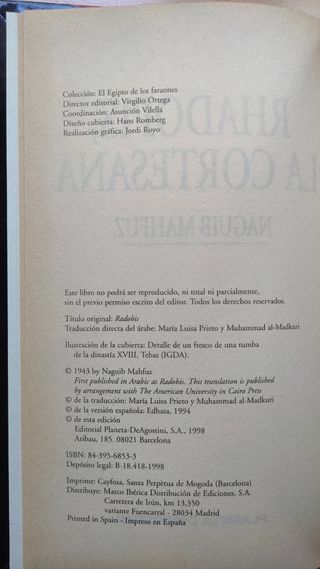 Colección: El Egipto de los faraones
Director editorial: Virgilio Ortega
Coordinación: Asunción Vilella
Diseño cubierta: Hans Romberg
Realización gráfica: Jordi Royo
LA CORTESANA
NAGUIB MAHFUZ
Este libro no podrá ser reproducido, ni total ni parcialmente,
sin el previo permiso escrito del editor. Todos los derechos reservados.
Título original: Radobis
Traducción directa del árabe: María Luisa Prieto y Muhammad al-Madkuri
Ilustración de la cubierta: Detalle de un fresco de una tumba
de la dinastía XVIII, Tebas (IGDA).
© 1943 by Naguib Mahfuz
First published in Arabic as Radobis. This translation is published
by arrangement with The American University in Cairo Press
© de la traducción: María Luisa Prieto y Muhammad al-Madkuri
© de la versión española: Edhasa, 1994
© de esta edición
Editorial Planeta-DeAgostini, S.A., 1998
Aribau, 185. 08021 Barcelona
ISBN: 84-395-6853-3
Depósito legal: B-18.418-1998
Imprime: Cayfosa, Santa Perpètua de Mogoda (Barcelona)
Distribuye: Marco Ibérica Distribución de Ediciones, S.A.
Carretera de Irún, km 13,350
variante Fuencarral - 28034 Madrid
Printed in Spain - Impreso en España